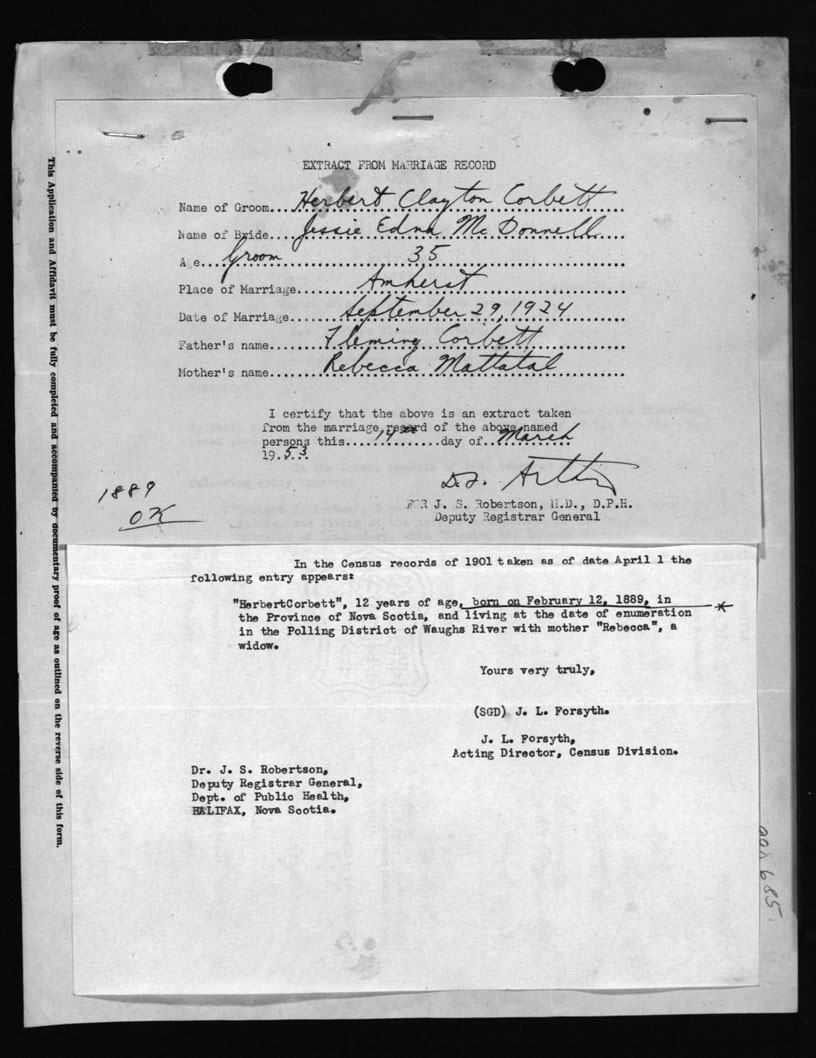 EXTRACT FROM MARRIAGE RECORD
Name of Groom...Herbert Clayton Corbett
Name of Bride...Jessie Edna McDonnell
Age...Groom 35
Place of Marriage...Amherst
Date of Marriage...September 29, 1924
Father's name...Fleming Corbett
Mother's name...Rebecca Mattatal
I certify that the above is an extract taken
from the marriage record of the above named
persons this....14th....day of...March
19.53.
1889
OK
FOR J. S. Robertson, M.D., D.P.H.
Deputy Registrar General
In the Census records of 1901 taken as of date April 1 the
following entry appears:
"HerbertCorbett", 12 years of age, born on February 12, 1889, in
the Province of Nova Scotia, and living at the date of enumeration
in the Polling District of Waughs River with mother "Rebecca", a
widow.
Yours very truly,
(SGD) J. L. Forsyth.
J. L. Forsyth,
Acting Director, Census Division.
Dr. J. S. Robertson,
Deputy Registrar General,
Dept. of Public Health,
HALIFAX, Nova Scotia.
This Application and Affidavit must be fully completed and accompanied by documentary proof of age as outlined on the reverse side of this form.
685